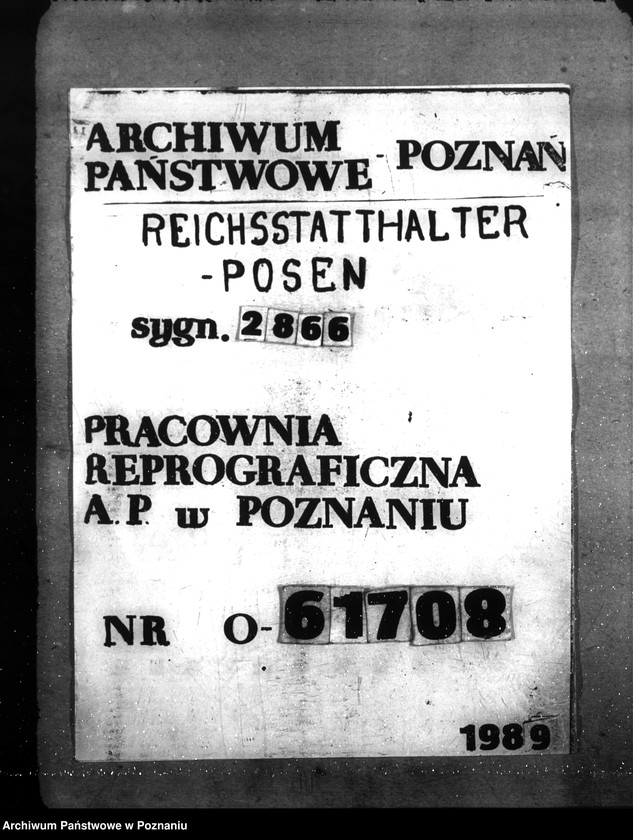 ARCHIWUM
PAŃSTWOWE - POZNAŃ
REICHSSTATTHALTER
-POSEN
sygn. 2866
PRACOWNIA
REPROGRAFICZNA
A.P. w POZNANIU
NR O-61708
1989
Archiwum Państwowe w Poznaniu